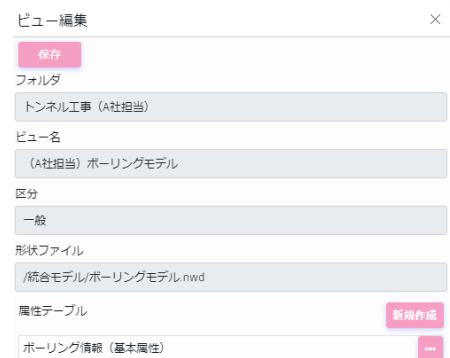 ビュー編集 ×
保存
フォルダ
トンネル工事（A社担当）
ビュー名
（A社担当）ボーリングモデル
区分
一般
形状ファイル
/統合モデル/ボーリングモデル.nwd
属性テーブル
新規作成
ボーリング情報（基本属性） ...